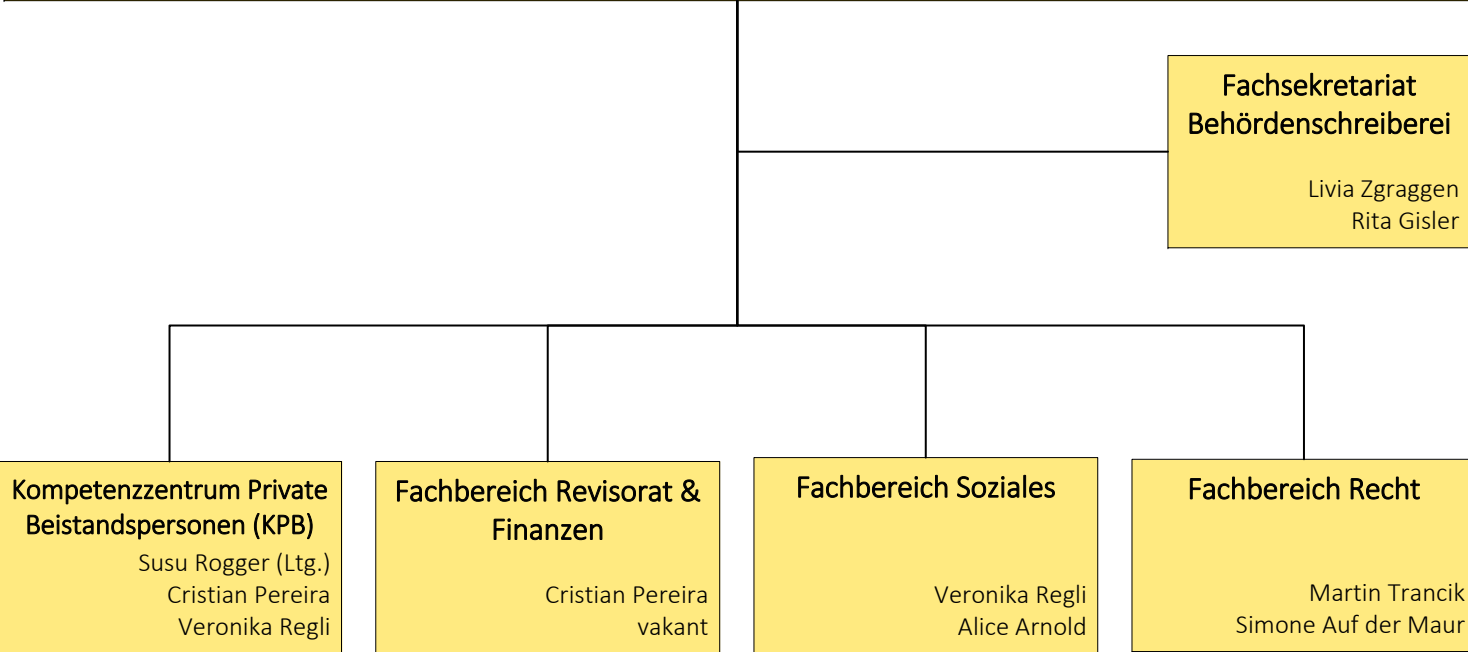 Fachsekretariat
Behördenschreiberei
Livia Zgraggen
Rita Gisler
Kompetenzzentrum Private
Beistandspersonen (KPB)
Susu Rogger (Ltg.)
Cristian Pereira
Veronika Regli
Fachbereich Revisorat &
Finanzen
Cristian Pereira
vakant
Fachbereich Soziales
Veronika Regli
Alice Arnold
Fachbereich Recht
Martin Trancik
Simone Auf der Maur